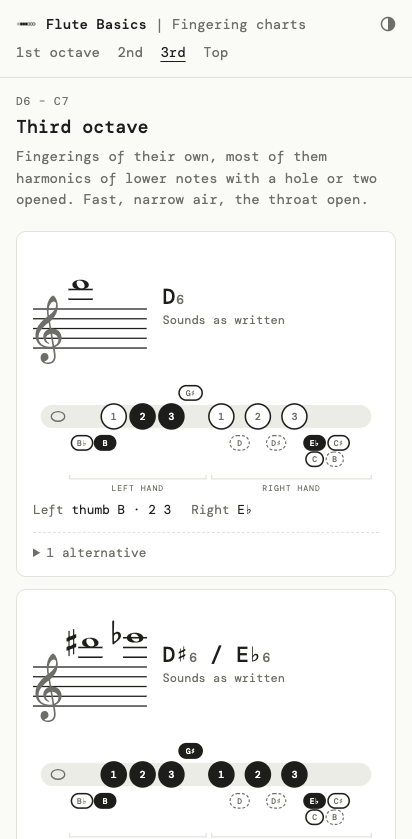 Flute Basics | Fingering charts
1st octave 2nd 3rd Top
D6 – C7
Third octave
Fingerings of their own, most of them
harmonics of lower notes with a hole or two
opened. Fast, narrow air, the throat open.
D6
Sounds as written
G♯
1 2 3 1 2 3
B♭ B D D♯ E♭ C♯
C B
LEFT HAND RIGHT HAND
Left thumb B · 2 3 Right E♭
▶ 1 alternative
D♯6 / E♭6
Sounds as written
G♯
1 2 3 1 2 3
B♭ B D D♯ E♭ C♯
C B